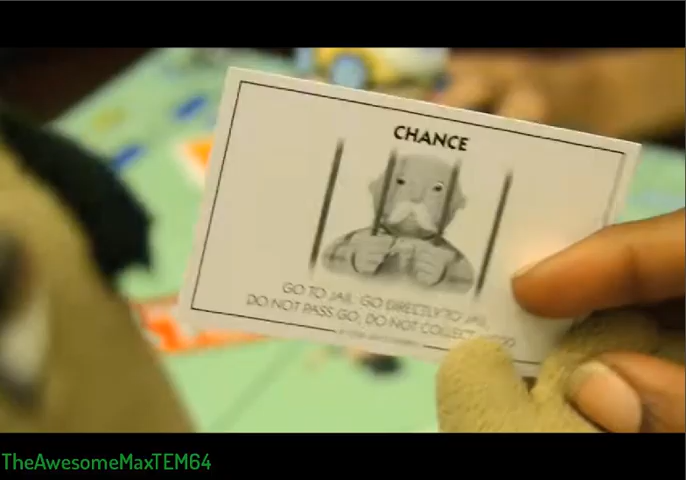 CHANCE
GO TO JAIL. GO DIRECTLY TO JAIL,
DO NOT PASS GO, DO NOT COLLECT
TheAwesomeMaxTEM64